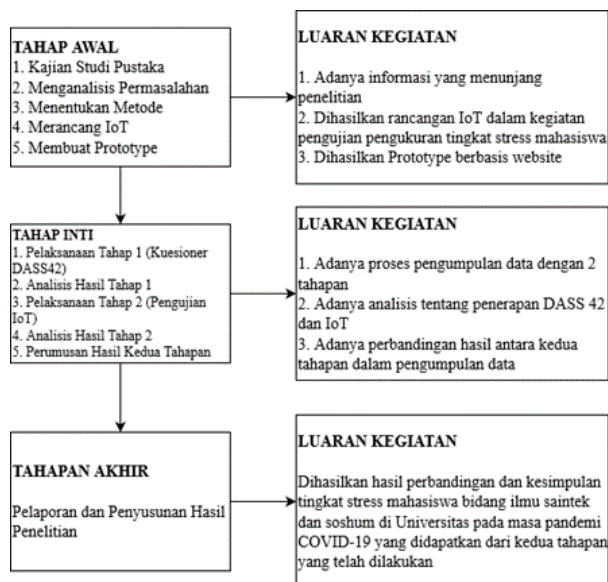 TAHAP AWAL
1. Kajian Studi Pustaka
2. Menganalisis Permasalahan
3. Menentukan Metode
4. Merancang IoT
5. Membuat Prototype
LUARAN KEGIATAN
1. Adanya informasi yang menunjang
penelitian
2. Dihasilkan rancangan IoT dalam kegiatan
pengujian pengukuran tingkat stress mahasiswa
3. Dihasilkan Prototype berbasis website
TAHAP INTI
1. Pelaksanaan Tahap 1 (Kuesioner
DASS42)
2. Analisis Hasil Tahap 1
3. Pelaksanaan Tahap 2 (Pengujian
IoT)
4. Analisis Hasil Tahap 2
5. Perumusan Hasil Kedua Tahapan
LUARAN KEGIATAN
1. Adanya proses pengumpulan data dengan 2
tahapan
2. Adanya analisis tentang penerapan DASS 42
dan IoT
3. Adanya perbandingan hasil antara kedua
tahapan dalam pengumpulan data
TAHAPAN AKHIR
Pelaporan dan Penyusunan Hasil
Penelitian
LUARAN KEGIATAN
Dihasilkan hasil perbandingan dan kesimpulan
tingkat stress mahasiswa bidang ilmu saintek
dan soshum di Universitas pada masa pandemi
COVID-19 yang didapatkan dari kedua tahapan
yang telah dilakukan